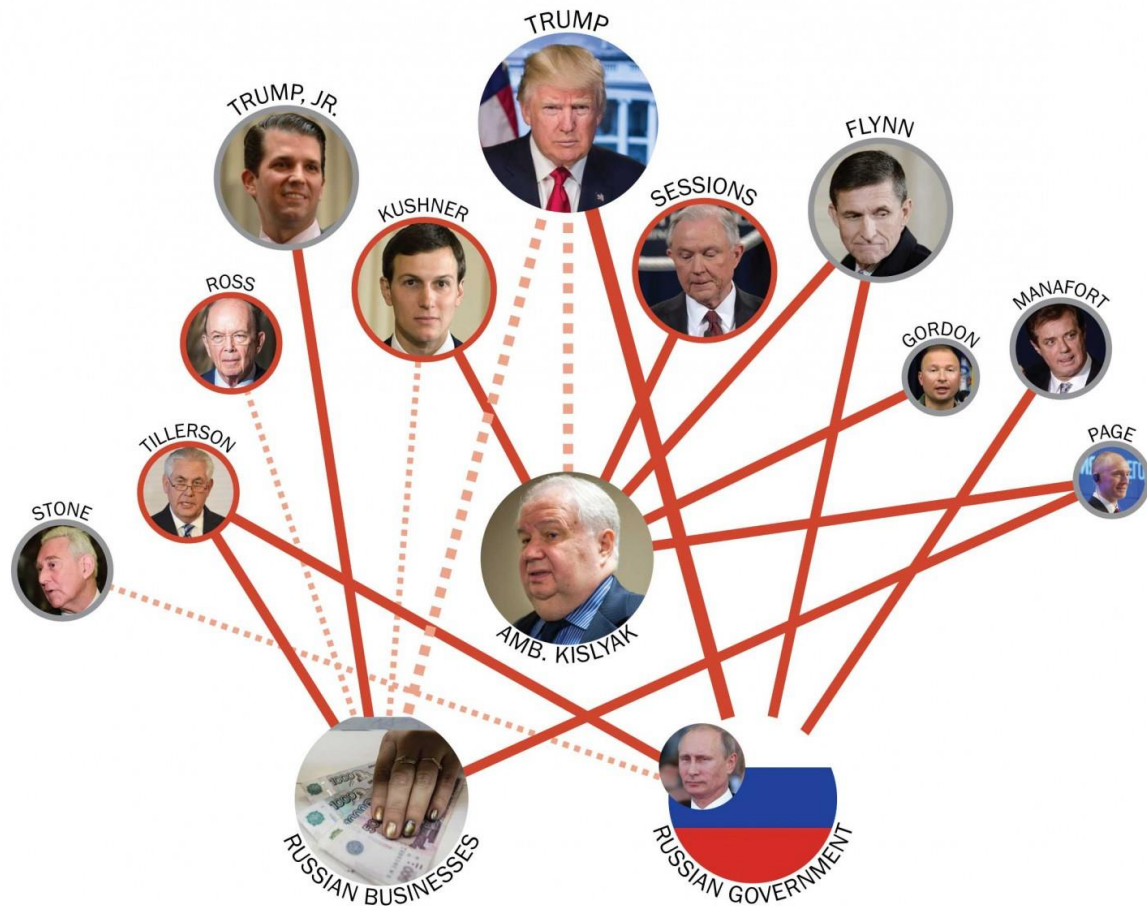 TRUMP
TRUMP, JR.
FLYNN
SESSIONS
KUSHNER
ROSS
MANAFORT
GORDON
TILLERSON
PAGE
STONE
AMB. KISLYAK
RUSSIAN BUSINESSES
RUSSIAN GOVERNMENT